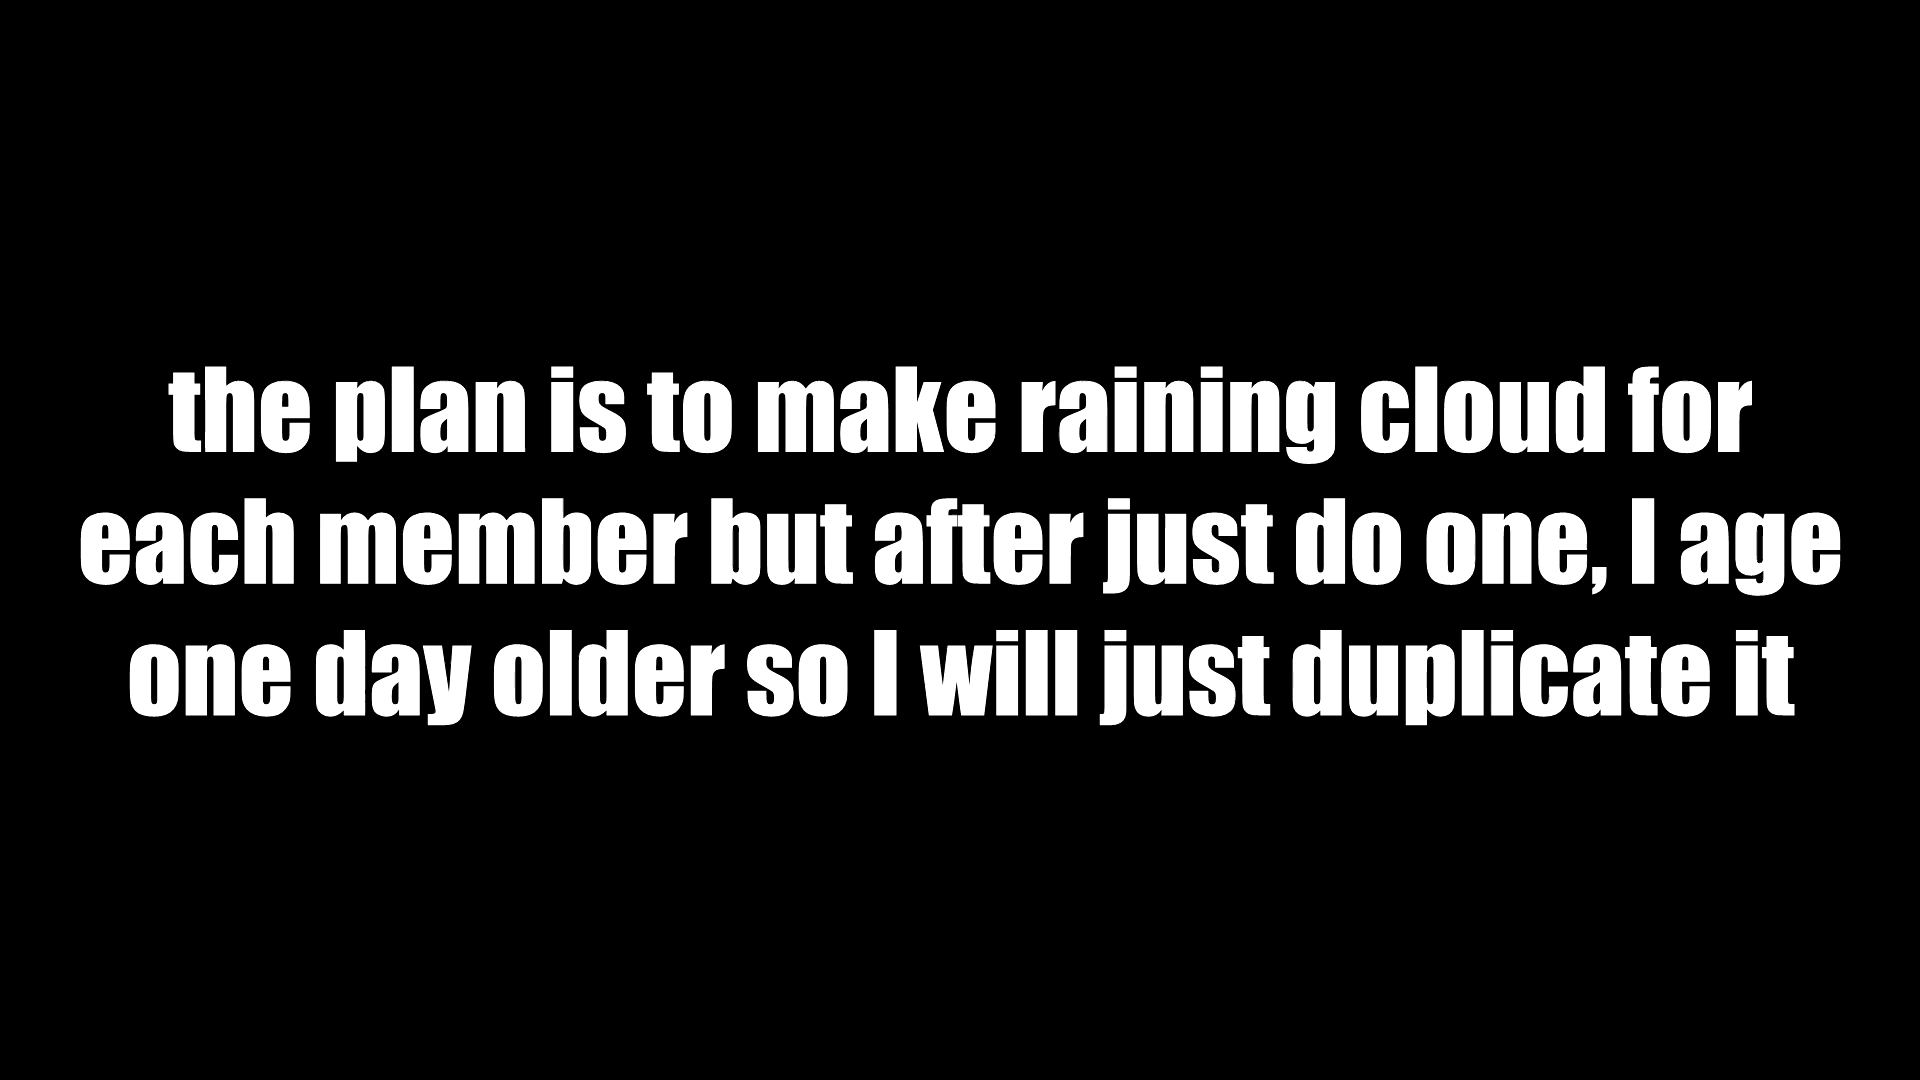 the plan is to make raining cloud for
each member but after just do one, I age
one day older so I will just duplicate it